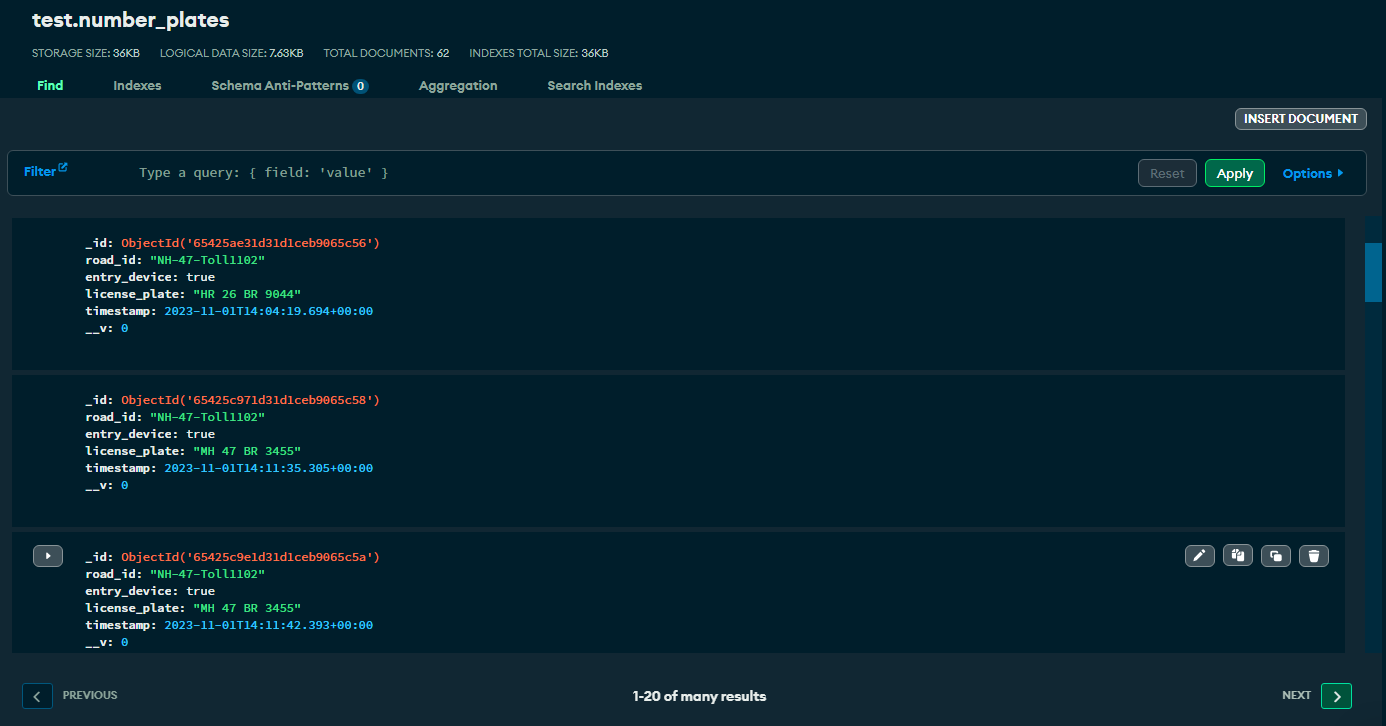 test.number_plates
STORAGE SIZE: 36KB LOGICAL DATA SIZE: 7.63KB TOTAL DOCUMENTS: 62 INDEXES TOTAL SIZE: 36KB
Find Indexes Schema Anti-Patterns 0 Aggregation Search Indexes
INSERT DOCUMENT
Filter Type a query: { field: 'value' } Reset Apply Options
_id: ObjectId('65425ae31d31d1ceb9065c56')
road_id: "NH-47-Toll1102"
entry_device: true
license_plate: "HR 26 BR 9044"
timestamp: 2023-11-01T14:04:19.694+00:00
__v: 0
_id: ObjectId('65425c971d31d1ceb9065c58')
road_id: "NH-47-Toll1102"
entry_device: true
license_plate: "MH 47 BR 3455"
timestamp: 2023-11-01T14:11:35.305+00:00
__v: 0
_id: ObjectId('65425c9e1d31d1ceb9065c5a')
road_id: "NH-47-Toll1102"
entry_device: true
license_plate: "MH 47 BR 3455"
timestamp: 2023-11-01T14:11:42.393+00:00
__v: 0
PREVIOUS 1-20 of many results NEXT